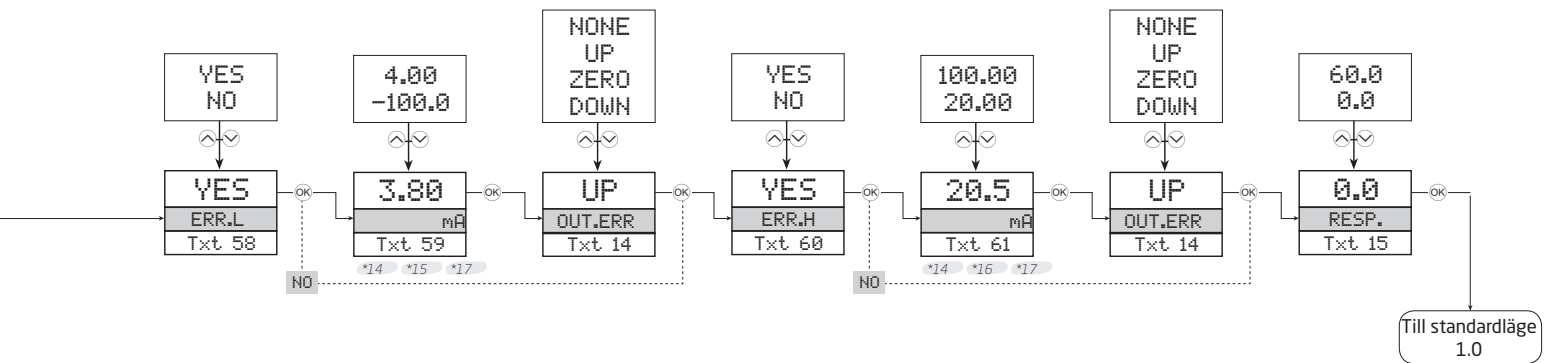 YES
NO
YES
ERR.L
Txt 58
OK
NO
4.00
-100.0
3.80
mA
Txt 59
*14 *15 *17
OK
NONE
UP
ZERO
DOWN
UP
OUT.ERR
Txt 14
OK
YES
NO
YES
ERR.H
Txt 60
OK
NO
100.00
20.00
20.5
mA
Txt 61
*14 *16 *17
OK
NONE
UP
ZERO
DOWN
UP
OUT.ERR
Txt 14
OK
60.0
0.0
0.0
RESP.
Txt 15
OK
Till standardläge
1.0